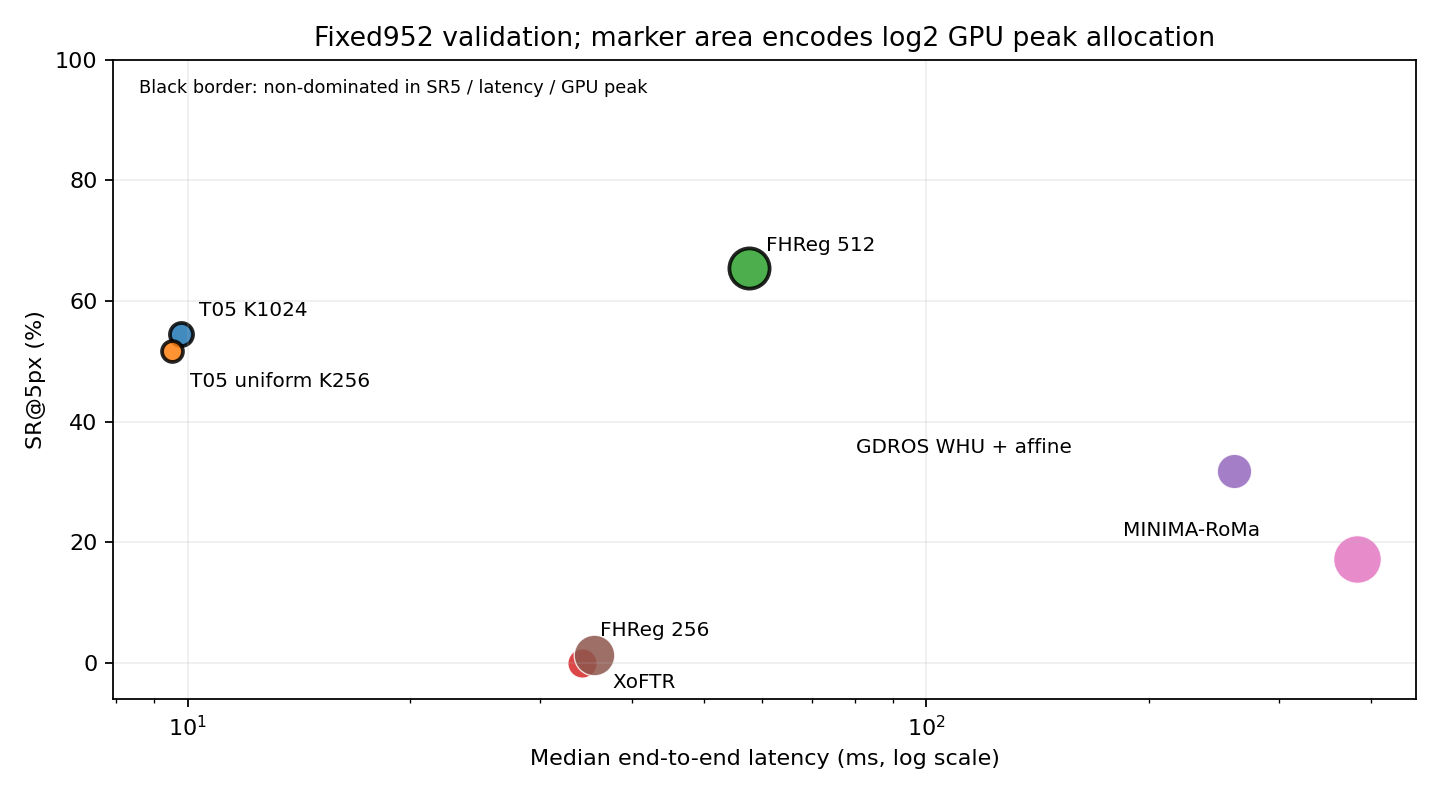 Fixed952 validation; marker area encodes log2 GPU peak allocation
Black border: non-dominated in SR5 / latency / GPU peak
100
80
60
40
20
0
SR@5px (%)
FHReg 512
T05 K1024
T05 uniform K256
GDROS WHU + affine
MINIMA-RoMa
FHReg 256
XoFTR
10¹
10²
Median end-to-end latency (ms, log scale)